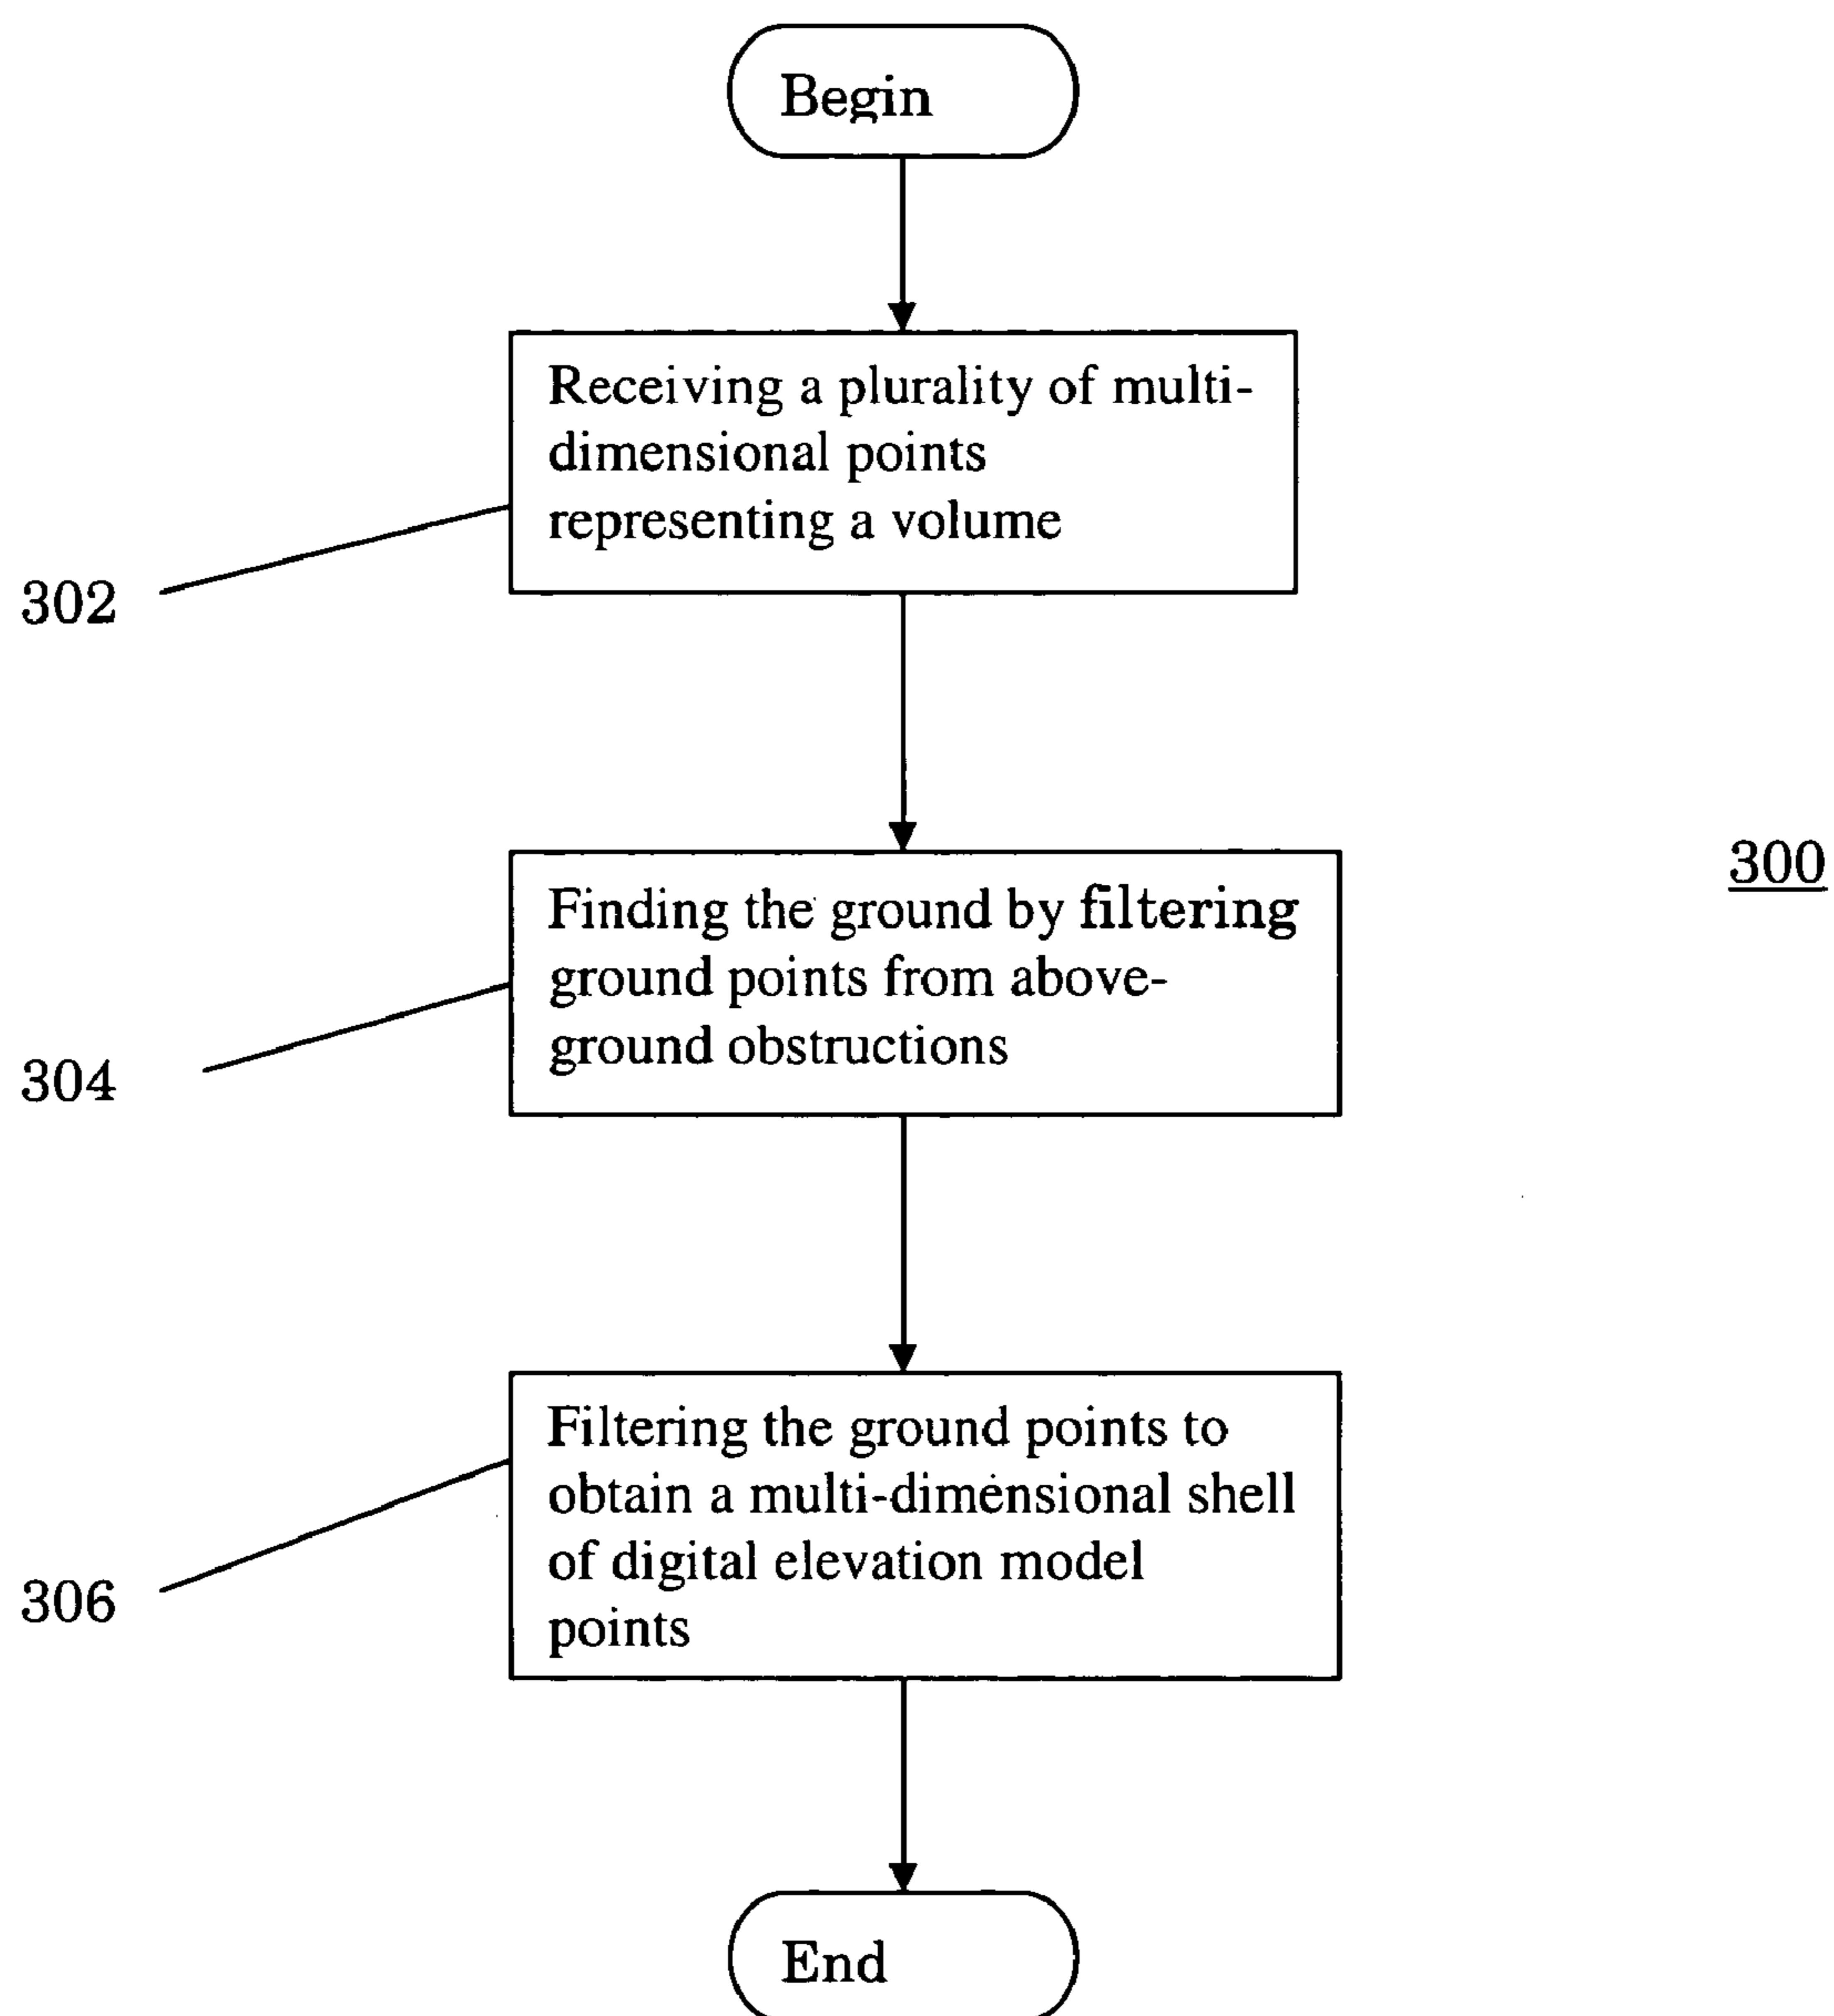 Begin
Receiving a plurality of multi-
dimensional points
representing a volume
302
300
Finding the ground by filtering
ground points from above-
ground obstructions
304
Filtering the ground points to
obtain a multi-dimensional shell
of digital elevation model
points
306
End